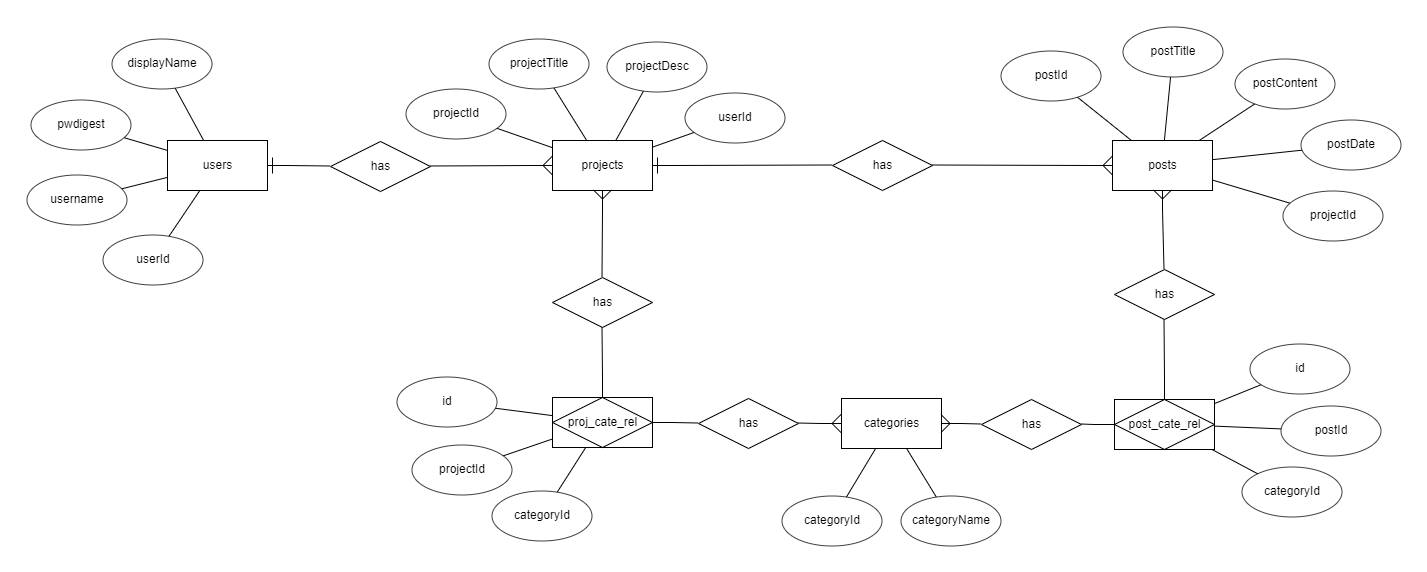 displayName
projectTitle
projectDesc
postId
postTitle
postContent
pwdigest
projectId
userId
postDate
users
has
projects
has
posts
username
projectId
userId
has
has
id
id
proj_cate_rel
has
categories
has
post_cate_rel
postId
projectId
categoryId
categoryId
categoryName
categoryId